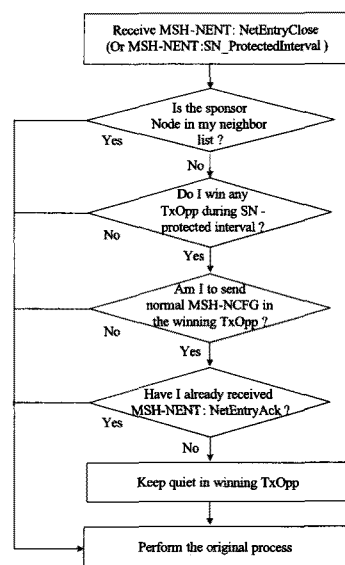 Receive MSH-NENT: NetEntryClose
(Or MSH-NENT:SN_ProtectedInterval )
Is the sponsor
Node in my neighbor
list ?
Yes
No
Do I win any
TxOpp during SN -
protected interval ?
No
Yes
Am I to send
normal MSH-NCFG in
the winning TxOpp ?
No
Yes
Have I already received
MSH-NENT: NetEntryAck ?
Yes
No
Keep quiet in winning TxOpp
Perform the original process